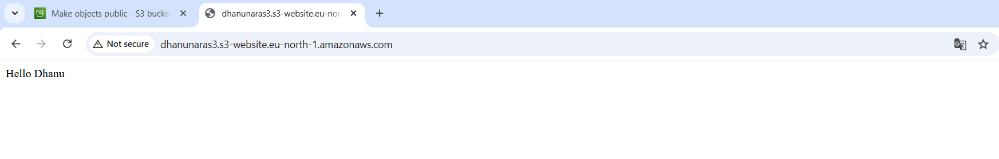 Make objects public - S3 bucke
dhanunaras3.s3-website.eu-nor
Not secure
dhanunaras3.s3-website.eu-north-1.amazonaws.com
Hello Dhanu